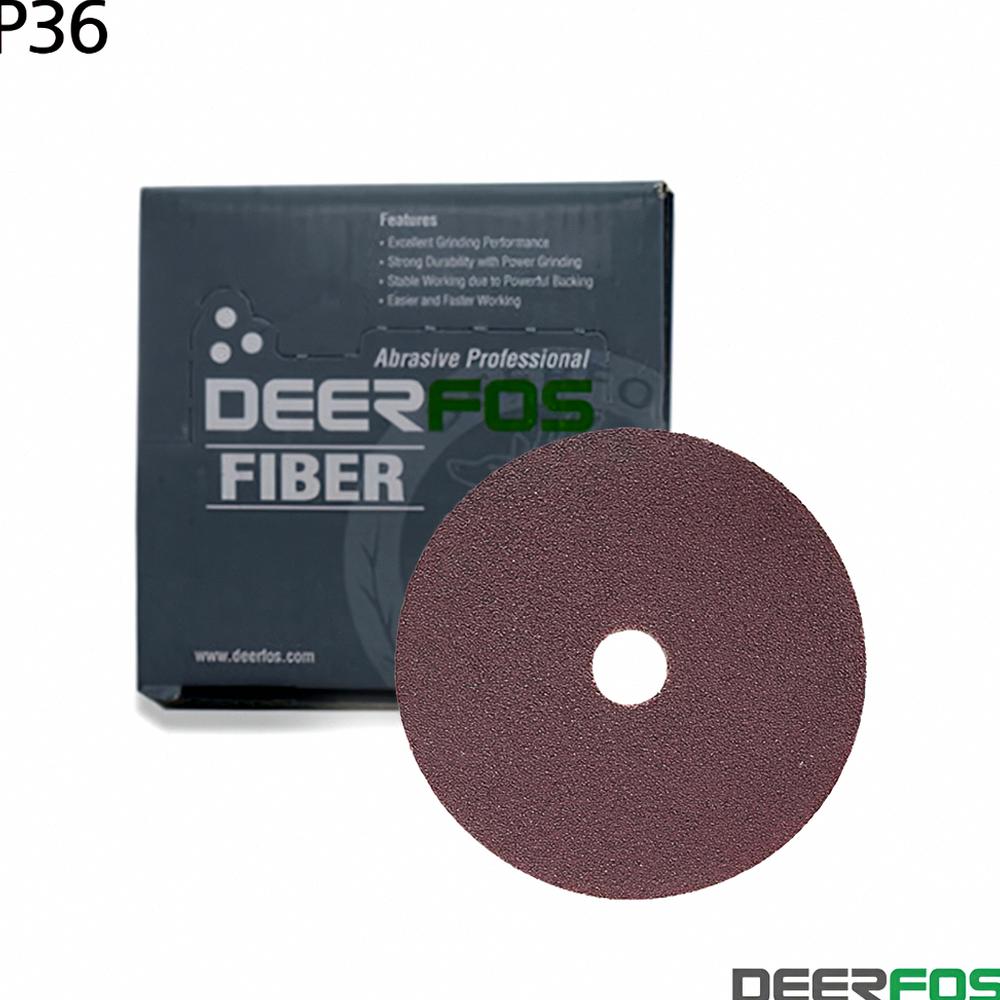 P36
Features
• Excellent Grinding Performance
• Strong Durability with Power Grinding
• Stable Working due to Powerful Backing
• Easier and Faster Working
Abrasive Professional
DEERFOS
FIBER
www.deerfos.com
DEERFOS